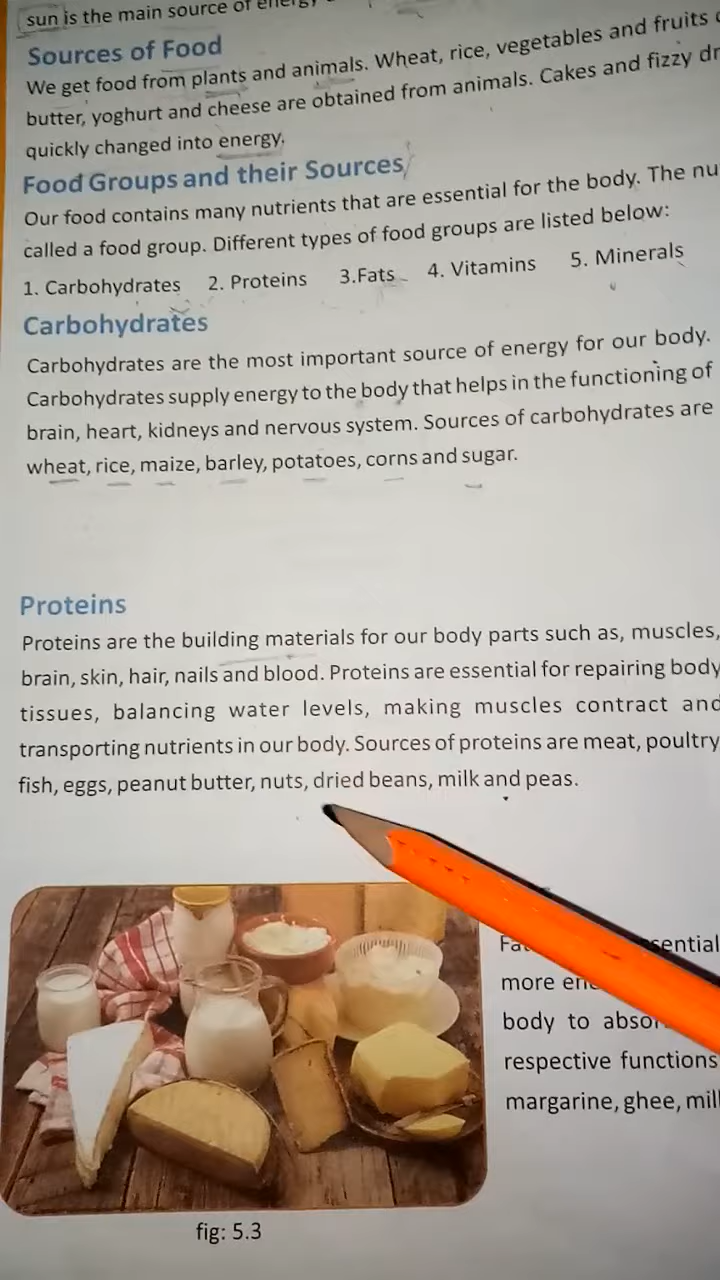 sun is the main source of energy
Sources of Food
We get food from plants and animals. Wheat, rice, vegetables and fruits
butter, yoghurt and cheese are obtained from animals. Cakes and fizzy
quickly changed into energy.
Food Groups and their Sources
Our food contains many nutrients that are essential for the body. The
called a food group. Different types of food groups are listed below:
1. Carbohydrates 2. Proteins 3.Fats 4. Vitamins 5. Minerals
Carbohydrates
Carbohydrates are the most important source of energy for our body.
Carbohydrates supply energy to the body that helps in the functioning of
brain, heart, kidneys and nervous system. Sources of carbohydrates are
wheat, rice, maize, barley, potatoes, corns and sugar.
Proteins
Proteins are the building materials for our body parts such as, muscles,
brain, skin, hair, nails and blood. Proteins are essential for repairing body
tissues, balancing water levels, making muscles contract and
transporting nutrients in our body. Sources of proteins are meat, poultry
fish, eggs, peanut butter, nuts, dried beans, milk and peas.
more
body to
respective functions
margarine, ghee,
fig: 5.3